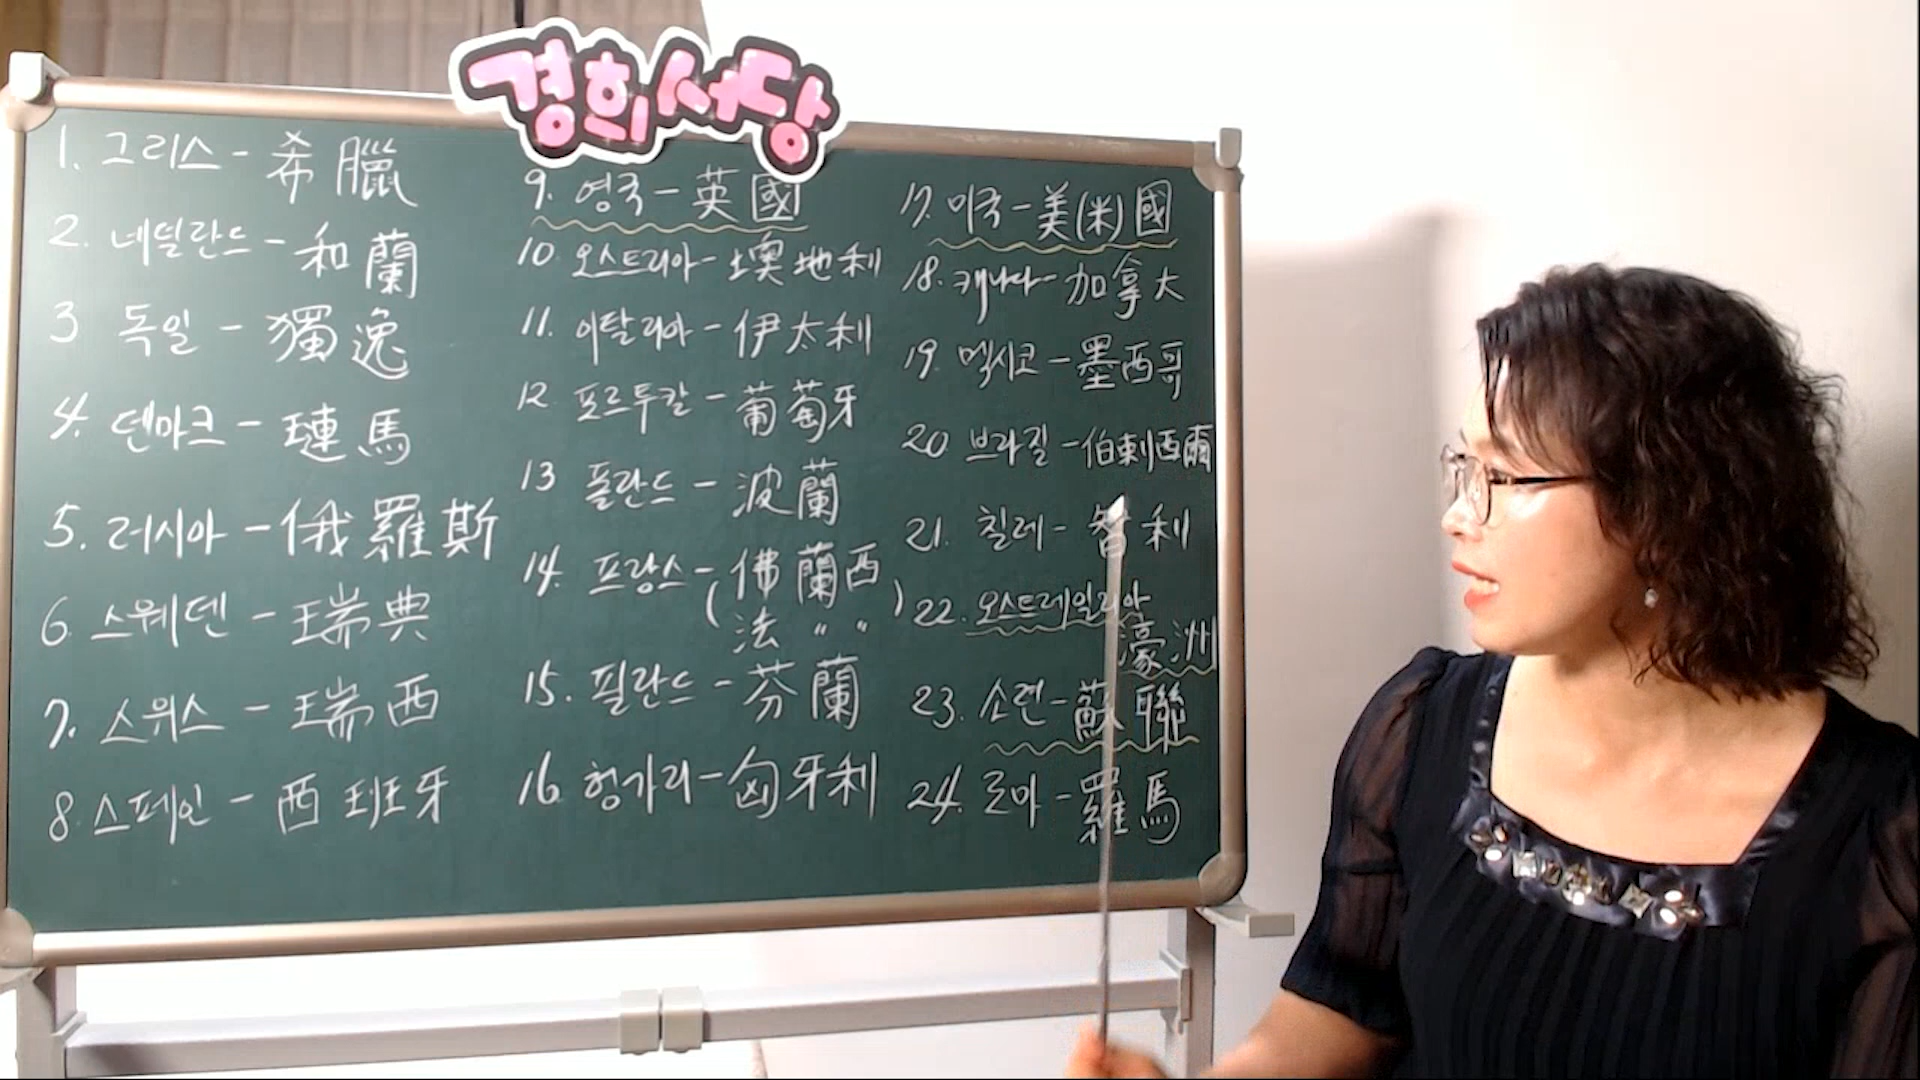 경희서당
1. 그리스 - 希臘
2. 네덜란드 - 和蘭
3 독일 - 獨逸
4. 덴마크 - 璉馬
5. 러시아 - 俄羅斯
6 스웨덴 - 瑞典
7. 스위스 - 瑞西
8. 스페인 - 西班牙
9. 영국 - 英國
10 오스트리아 - 墺地利
11. 이탈리아 - 伊太利
12 포르투칼 - 葡萄牙
13 폴란드 - 波蘭
14. 프랑스 - 佛蘭西
(法 〃 〃)
15. 필란드 - 芬蘭
16 헝가리 - 匈牙利
17. 미국 - 美(米)國
18. 캐나다 - 加拿大
19. 멕시코 - 墨西哥
20. 브라질 - 伯剌西爾
21. 칠레 - 智利
22. 오스트레일리아
濠洲
23. 소련 - 蘇聯
24. 로마 - 羅馬